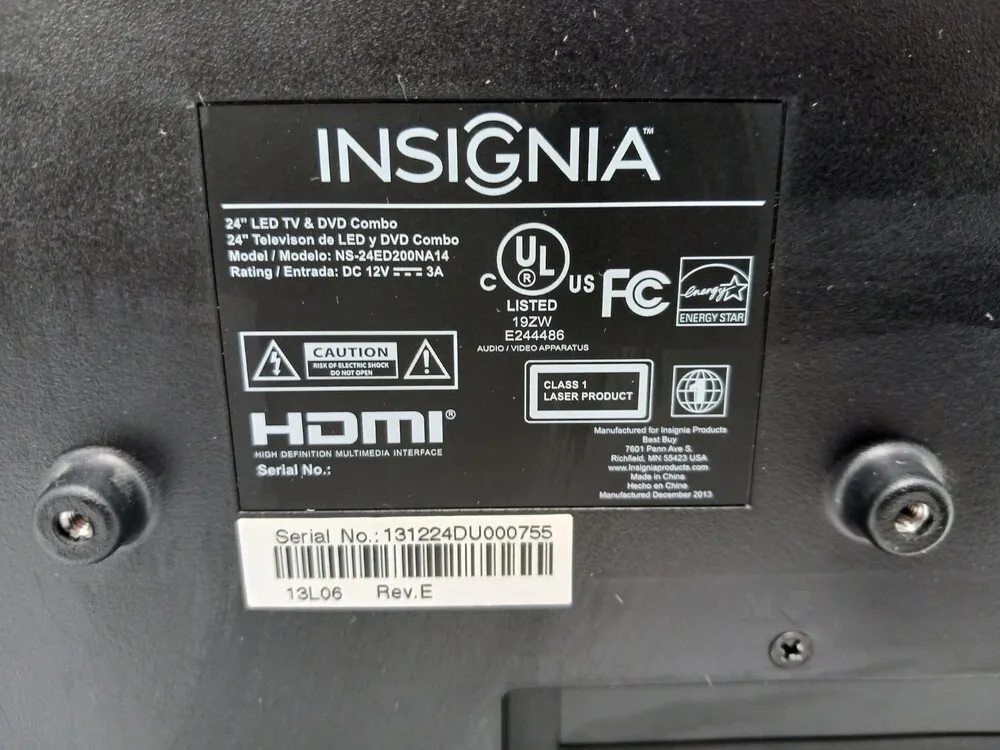 INSIGNIA™
24" LED TV & DVD Combo
24" Televison de LED y DVD Combo
Model / Modelo: NS-24ED200NA14
Rating / Entrada: DC 12V ⎓ 3A
C UL ® US
LISTED
19ZW
E244486
AUDIO / VIDEO APPARATUS
FC
energy
ENERGY STAR
CAUTION
RISK OF ELECTRIC SHOCK
DO NOT OPEN
CLASS 1
LASER PRODUCT
1
HDMI®
HIGH DEFINITION MULTIMEDIA INTERFACE
Serial No.:
Manufactured for Insignia Products
Best Buy
7601 Penn Ave S.
Richfield, MN 55423 USA
www.Insigniaproducts.com
Made in China
Hecho en China
Manufactured December 2013
Serial No.: 131224DU000755
13L06 Rev.E